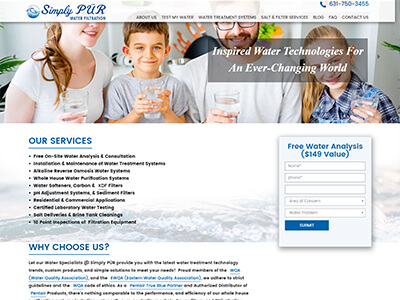 Simply PÜR
WATER FILTRATION
631-750-3455
ABOUT US TEST MY WATER WATER TREATMENT SYSTEMS SALT & FILTER SERVICES BLOG FAQ CONTACT US
Inspired Water Technologies For
An Ever-Changing World
OUR SERVICES
Free On-Site Water Analysis & Consultation
Installation & Maintenance of Water Treatment Systems
Alkaline Reverse Osmosis Water Systems
Whole House Water Purification Systems
Water Softeners, Carbon & KDF Filters
pH Adjustment Systems, & Sediment Filters
Residential & Commercial Applications
Certified Laboratory Water Testing
Salt Deliveries & Brine Tank Cleanings
10 Point Inspections of Filtration Equipment
Free Water Analysis
($149 Value)
Name*
phone*
Area of Concern
Water Problem
SUBMIT
WHY CHOOSE US?
Let our Water Specialists @ Simply PÜR provide you with the latest water treatment technology
trends, custom products, and simple solutions to meet your needs! Proud members of the WQA
(Water Quality Association), and the EWQA (Eastern Water Quality Association), we adhere to strict
guidelines and the WQA code of ethics. As a Pentair True Blue Partner and Authorized Distributor of
Pentair Products, there's nothing comparable to the performance, and efficiency of our whole house